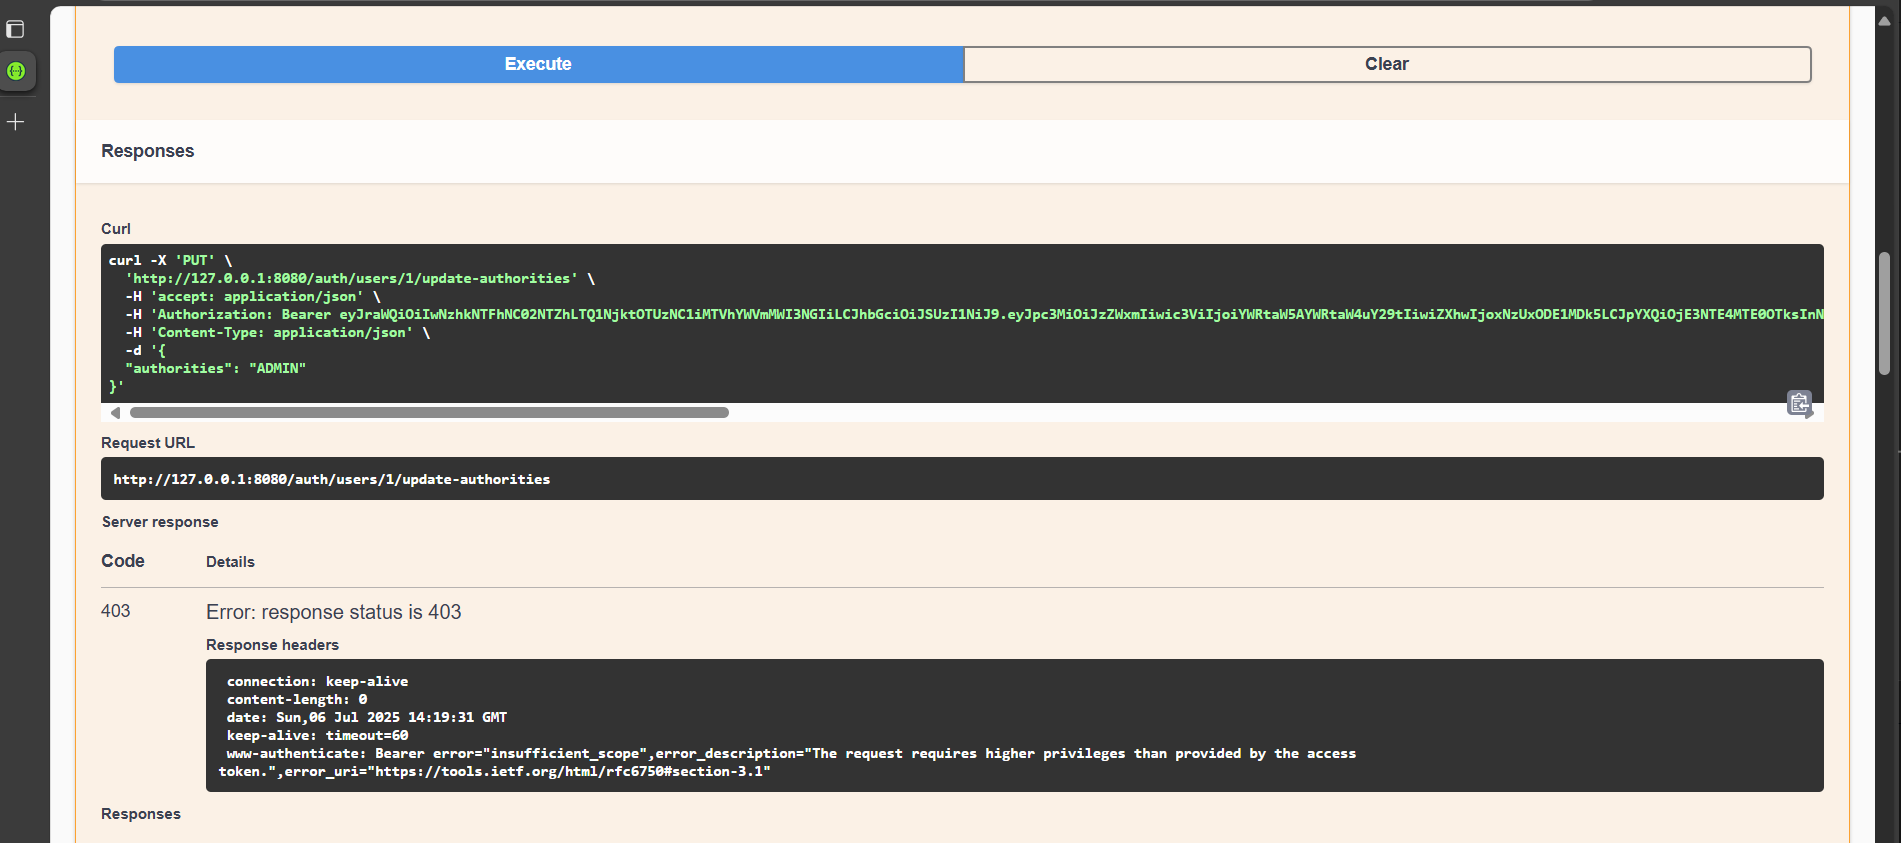 Execute
Clear
Responses
Curl
curl -X 'PUT' \
'http://127.0.0.1:8080/auth/users/1/update-authorities' \
-H 'accept: application/json' \
-H 'Authorization: Bearer eyJraWQiOiIwNzhkNTFhNC02NTZhLTQ1NjktOTUzNC1iMTVhYWVmMWI3NGIiLCJhbGciOiJSUzI1NiJ9.eyJpc3MiOiJzZWxmIiwic3ViIjoiYWRtaW5AYWRtaW4uY29tIiwiZXhwIjoxNzUxODE1MDk5LCJpYXQiOjE3NTE4MTE0OTksInN
-H 'Content-Type: application/json' \
-d '{
"authorities": "ADMIN"
}'
Request URL
http://127.0.0.1:8080/auth/users/1/update-authorities
Server response
Code Details
403 Error: response status is 403
Response headers
connection: keep-alive
content-length: 0
date: Sun,06 Jul 2025 14:19:31 GMT
keep-alive: timeout=60
www-authenticate: Bearer error="insufficient_scope",error_description="The request requires higher privileges than provided by the access
token.",error_uri="https://tools.ietf.org/html/rfc6750#section-3.1"
Responses